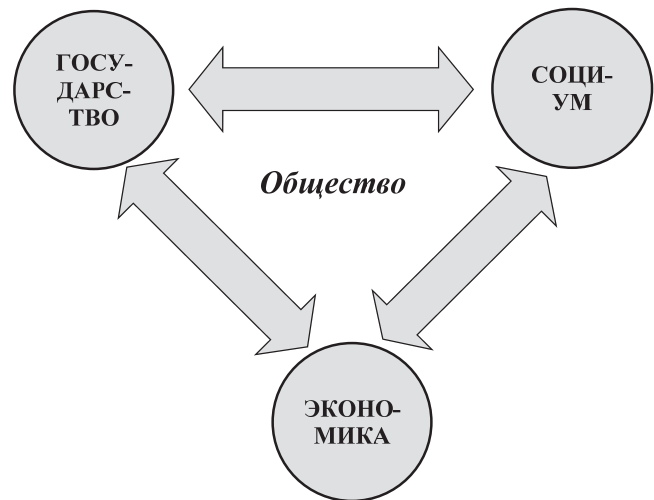 ГОСУ-
ДАРС-
ТВО
СОЦИ-
УМ
Общество
ЭКОНО-
МИКА